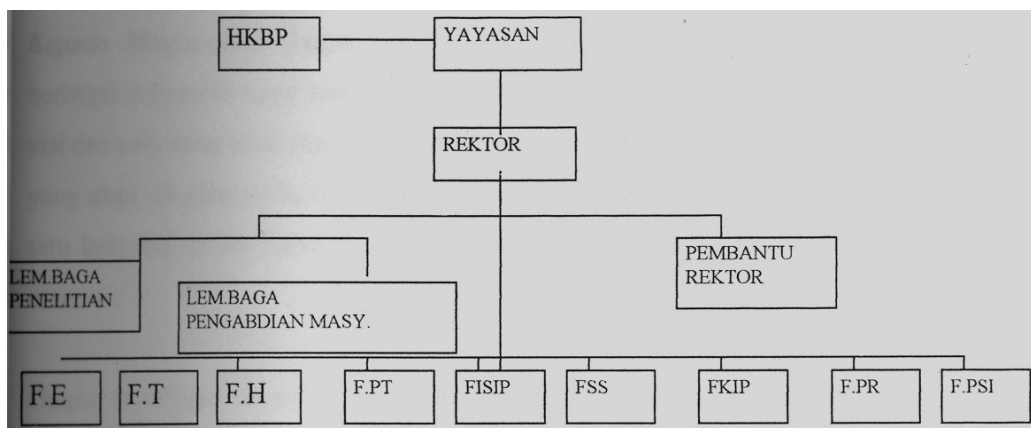 HKBP
YAYASAN
REKTOR
PEMBANTU
REKTOR
LEM.BAGA
PENELITIAN
LEM.BAGA
PENGABDIAN MASY.
F.E
F.T
F.H
F.PT
FISIP
FSS
FKIP
F.PR
F.PSI